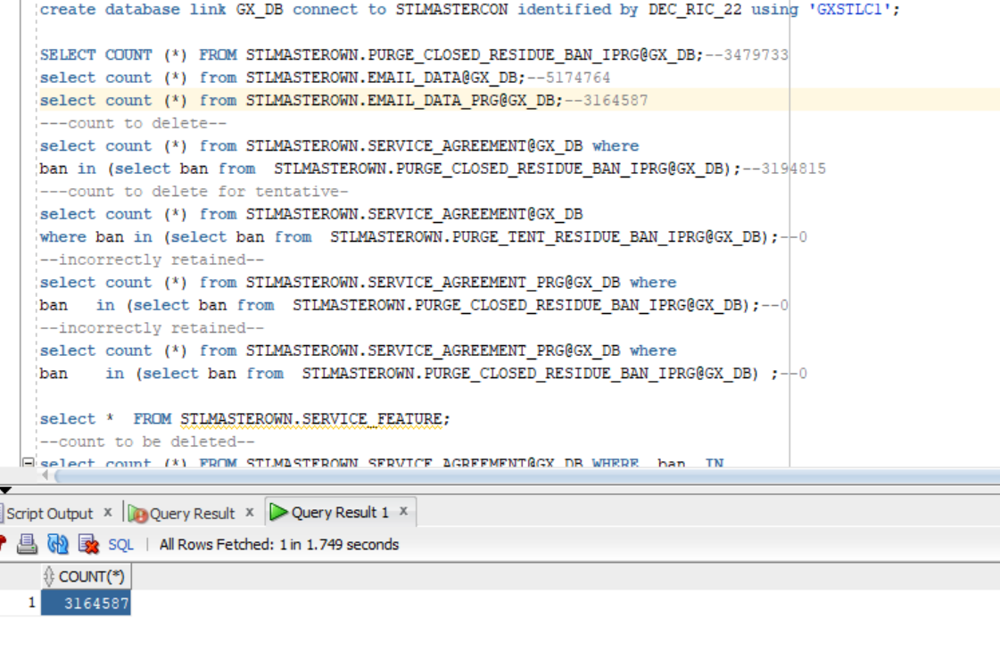 create database link GX_DB connect to STLMASTERCON identified by DEC_RIC_22 using 'GXSTLC1';
SELECT COUNT (*) FROM STLMASTEROWN.PURGE_CLOSED_RESIDUE_BAN_IPRG@GX_DB;--3479733
select count (*) from STLMASTEROWN.EMAIL_DATA@GX_DB;--5174764
select count (*) from STLMASTEROWN.EMAIL_DATA_PRG@GX_DB;--3164587
---count to delete--
select count (*) from STLMASTEROWN.SERVICE_AGREEMENT@GX_DB where
ban in (select ban from  STLMASTEROWN.PURGE_CLOSED_RESIDUE_BAN_IPRG@GX_DB);--3194815
---count to delete for tentative-
select count (*) from STLMASTEROWN.SERVICE_AGREEMENT@GX_DB
where ban in (select ban from  STLMASTEROWN.PURGE_TENT_RESIDUE_BAN_IPRG@GX_DB);--0
--incorrectly retained--
select count (*) from STLMASTEROWN.SERVICE_AGREEMENT_PRG@GX_DB where
ban   in (select ban from  STLMASTEROWN.PURGE_CLOSED_RESIDUE_BAN_IPRG@GX_DB);--0
--incorrectly retained--
select count (*) from STLMASTEROWN.SERVICE_AGREEMENT_PRG@GX_DB where
ban    in (select ban from  STLMASTEROWN.PURGE_CLOSED_RESIDUE_BAN_IPRG@GX_DB) ;--0
select *  FROM STLMASTEROWN.SERVICE_FEATURE;
--count to be deleted--
select count (*) FROM STLMASTEROWN.SERVICE_AGREEMENT@GX_DB WHERE  ban  IN
Script Output x Query Result x Query Result 1 x
SQL | All Rows Fetched: 1 in 1.749 seconds
COUNT(*)
1 3164587